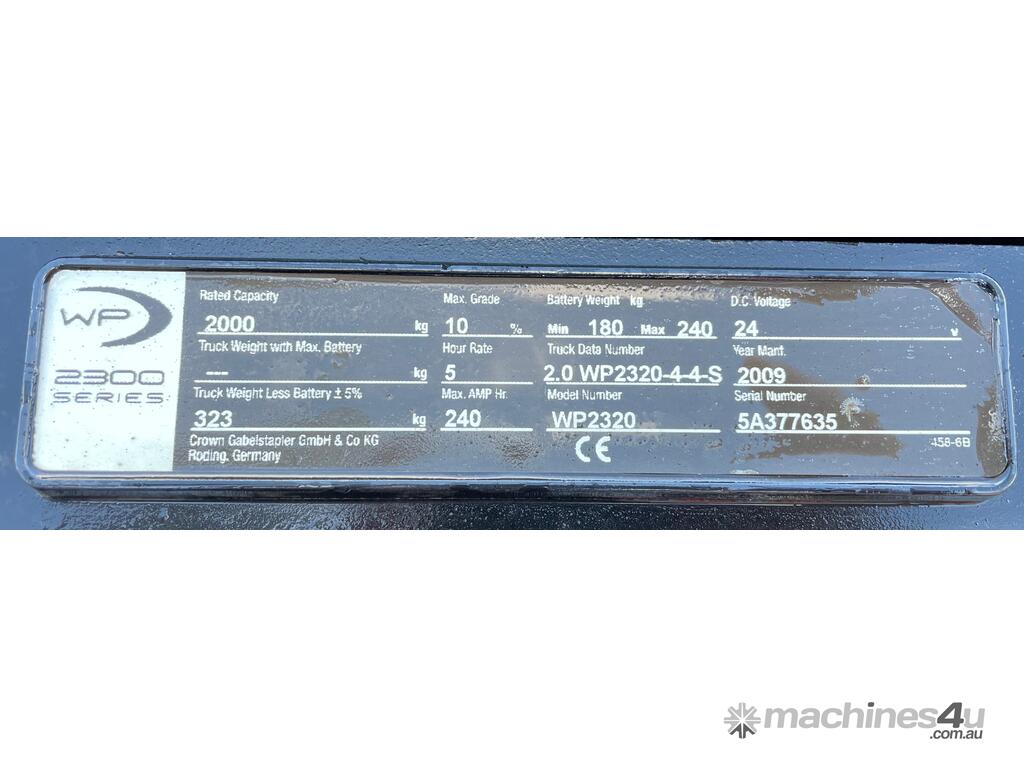 WP
2300
SERIES
Rated Capacity Max. Grade Battery Weight kg D.C. Voltage
2000 kg 10 % Min 180 Max 240 24 v
Truck Weight with Max. Battery Hour Rate Truck Data Number Year Manf.
--- kg 5 2.0 WP2320-4-4-S 2009
Truck Weight Less Battery ± 5% Max. AMP Hr. Model Number Serial Number
323 kg 240 WP2320 5A377635
Crown Gabelstapler GmbH & Co KG
Roding, Germany
CE
458-6B
machines4u
.com.au